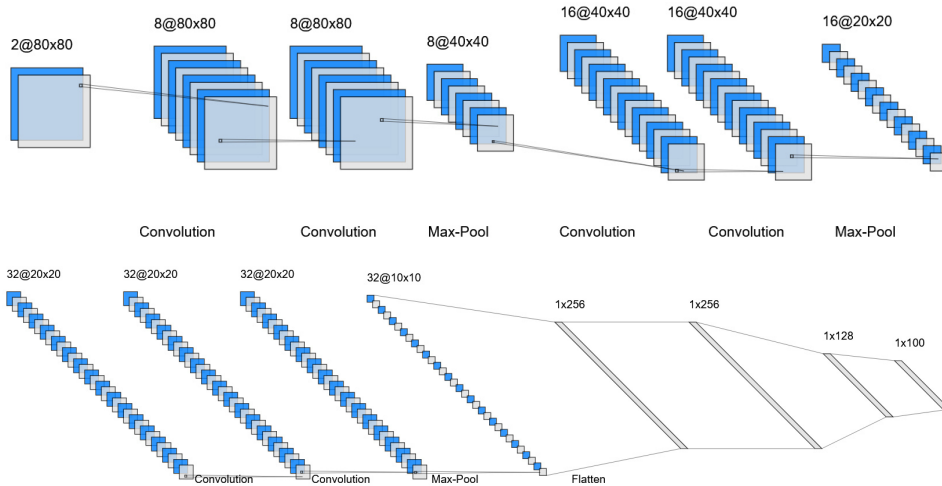 2@80x80
8@80x80
8@80x80
8@40x40
16@40x40
16@40x40
16@20x20
Convolution
Convolution
Max-Pool
Convolution
Convolution
Max-Pool
32@20x20
32@20x20
32@20x20
32@10x10
1x256
1x256
1x128
1x100
Convolution
Convolution
Max-Pool
Flatten